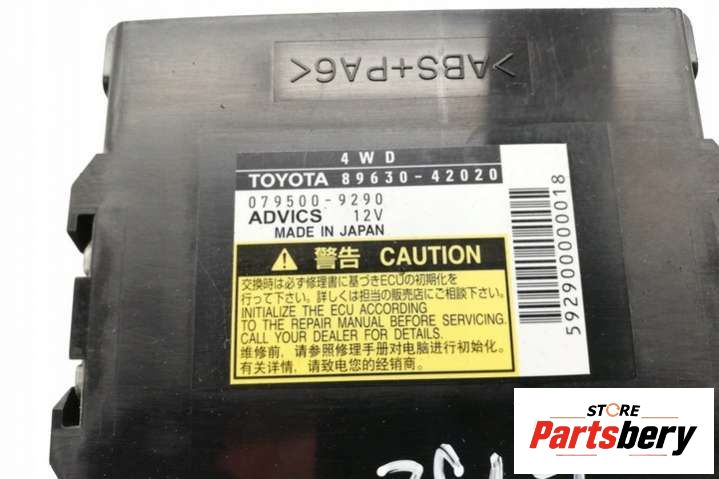 >ABS+PA6<
4WD
TOYOTA 89630-42020
079500-9290
ADVICS 12V
MADE IN JAPAN
警告 CAUTION
交換時は必ず修理書に基づきECUの初期化を
行って下さい。詳しくは担当の販売店にご相談下さい。
INITIALIZE THE ECU ACCORDING
TO THE REPAIR MANUAL BEFORE SERVICING.
CALL YOUR DEALER FOR DETAILS.
维修前，请参照修理手册对电脑进行初始化。
有关详情，请致电您的经销商。
5929000000018
STORE
Partsbery